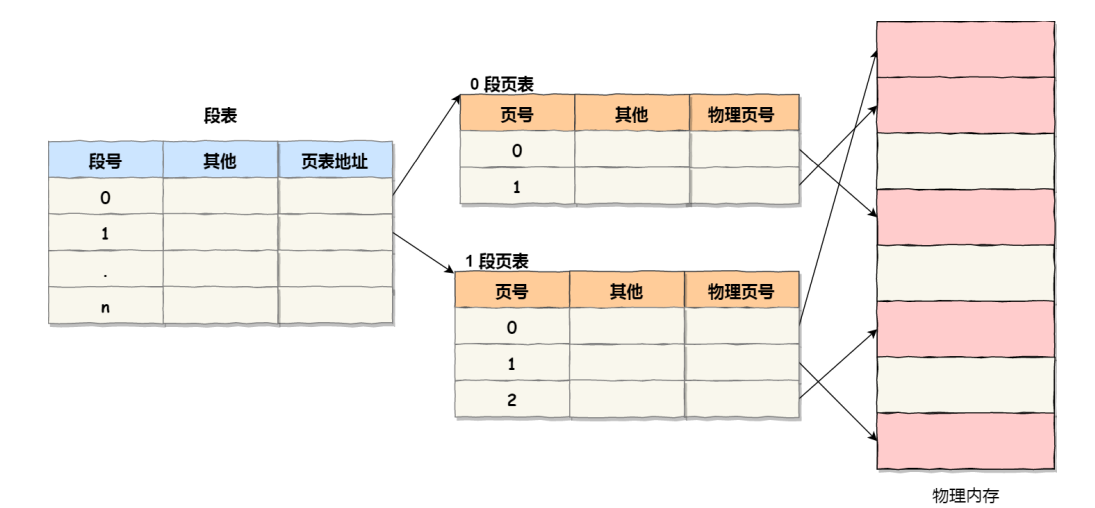 段表
段号 其他 页表地址
0
1
.
n
0 段页表
页号 其他 物理页号
0
1
1 段页表
页号 其他 物理页号
0
1
2
物理内存